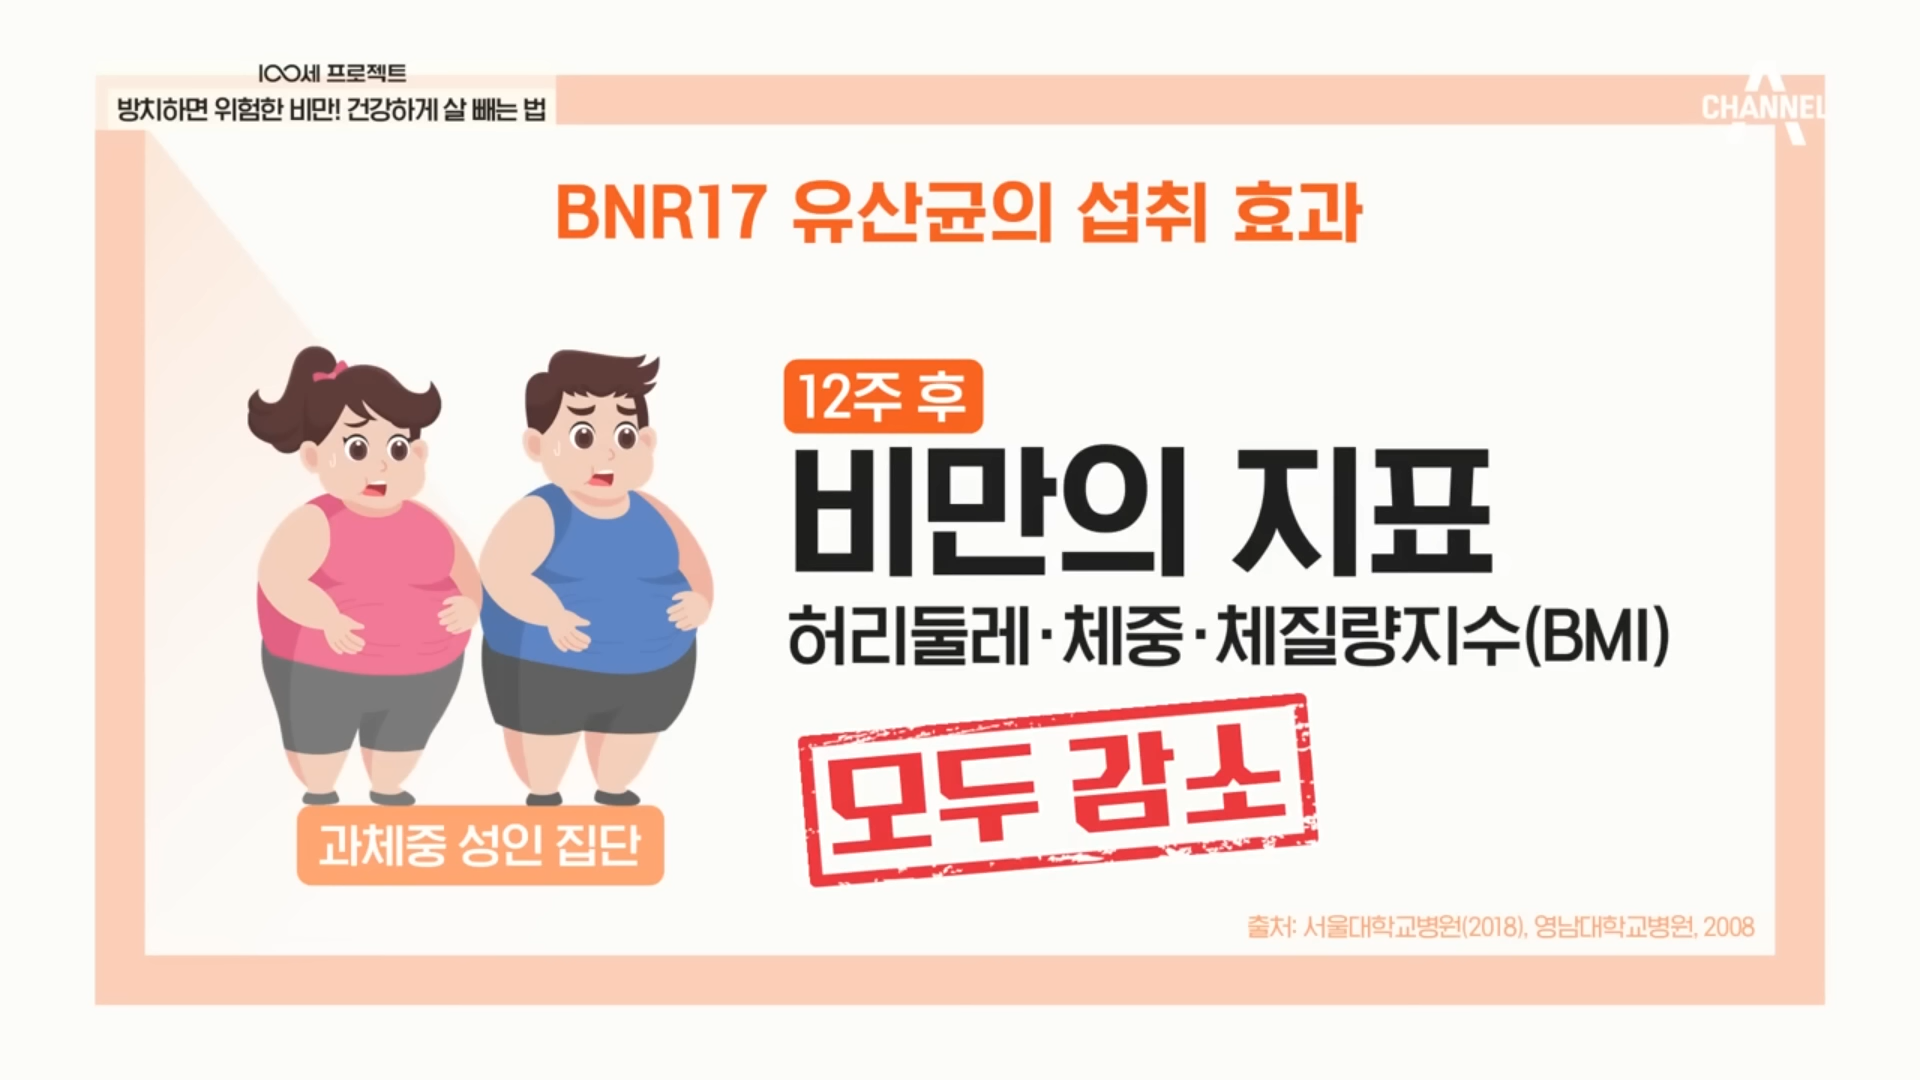 100세 프로젝트
방치하면 위험한 비만! 건강하게 살 빼는 법
CHANNEL A
BNR17 유산균의 섭취 효과
12주 후
비만의 지표
허리둘레·체중·체질량지수(BMI)
모두 감소
과체중 성인 집단
출처: 서울대학교병원(2018), 영남대학교병원, 2008